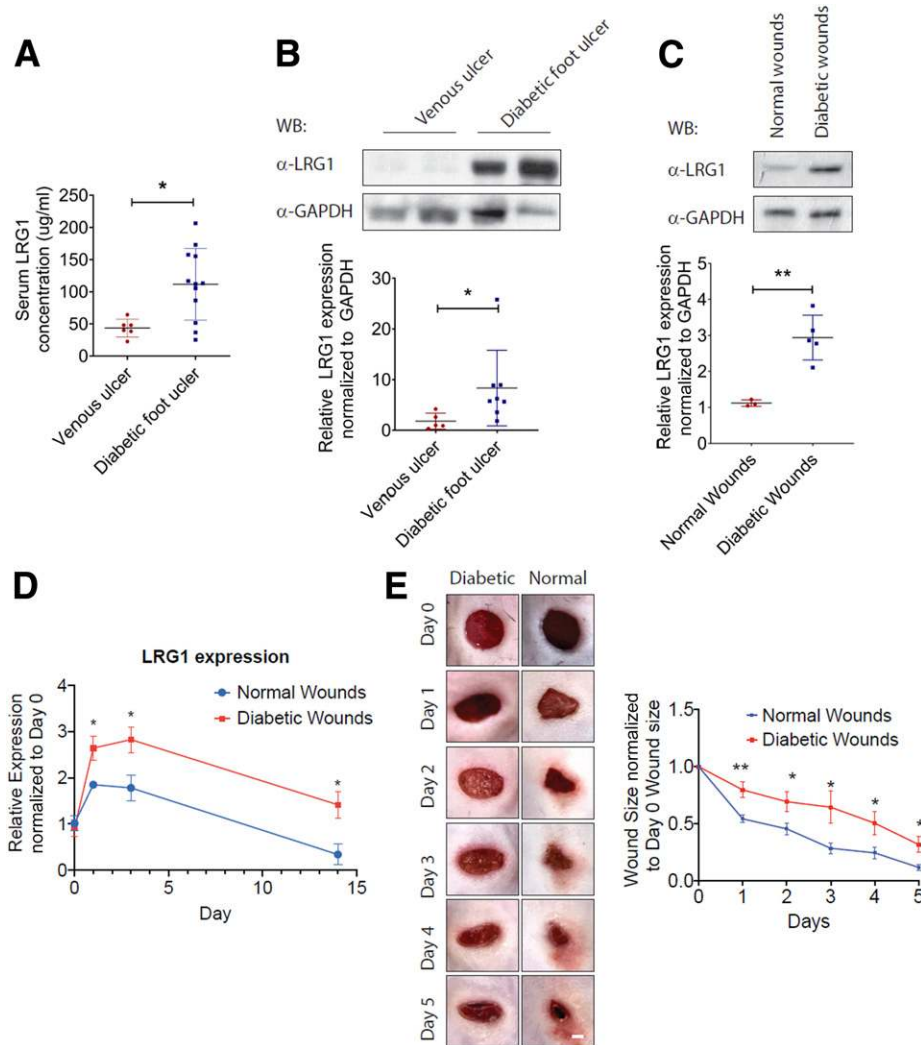 A
Serum LRG1
concentration (ug/ml)
250
200
150
100
50
0
*
Venous ulcer
Diabetic foot ucler
B
Venous ulcer
Diabetic foot ulcer
WB:
α-LRG1
α-GAPDH
Relative LRG1 expression
normalized to GAPDH
30
20
10
0
*
Venous ulcer
Diabetic foot ulcer
C
Normal wounds
Diabetic wounds
WB:
α-LRG1
α-GAPDH
Relative LRG1 expression
normalized to GAPDH
5
4
3
2
1
0
**
Normal Wounds
Diabetic Wounds
D
LRG1 expression
Relative Expression
normalized to Day 0
4
3
2
1
0
Normal Wounds
Diabetic Wounds
* * *
0 5 10 15
Day
E
Diabetic Normal
Day 0
Day 1
Day 2
Day 3
Day 4
Day 5
Wound Size normalized
to Day 0 Wound size
1.5
1.0
0.5
0.0
Normal Wounds
Diabetic Wounds
** * * * *
0 1 2 3 4 5
Days